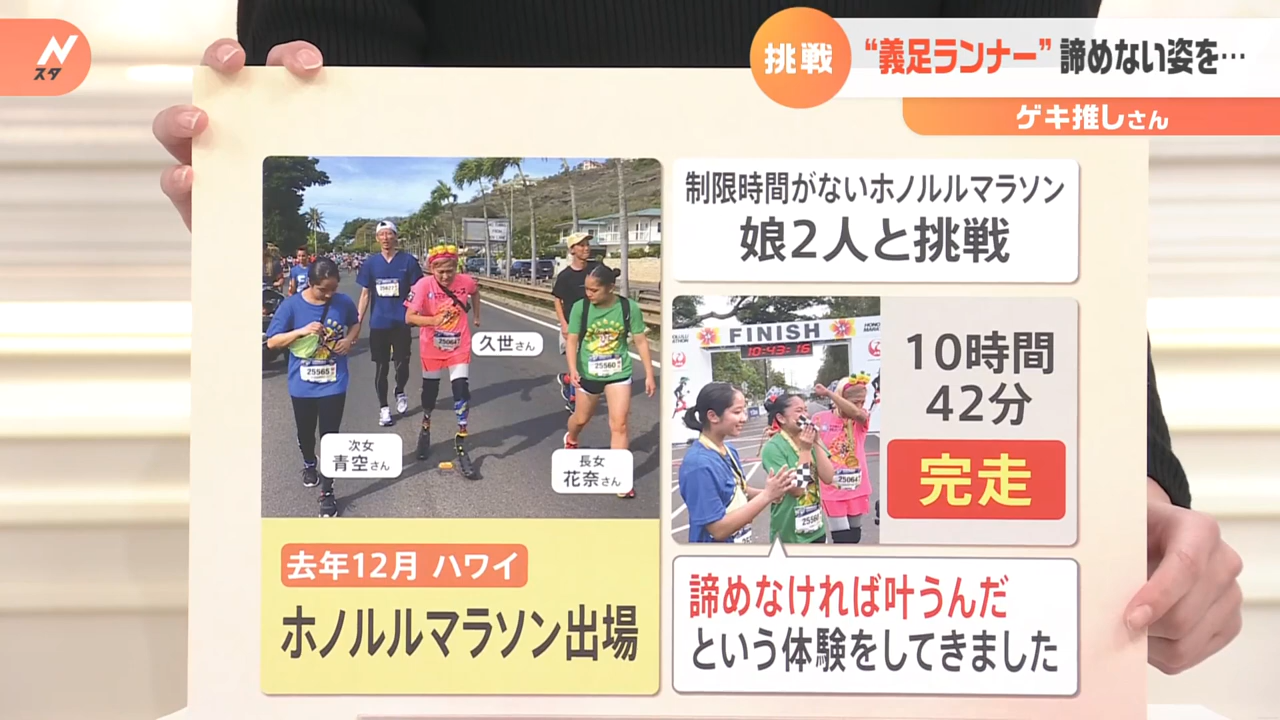 N
スタ
挑戦
“義足ランナー” 諦めない姿を…
ゲキ推しさん
制限時間がないホノルルマラソン
娘2人と挑戦
久世さん
次女
青空さん
長女
花奈さん
25565
25627
25064
25560
FINISH
10:43:16
25064
10時間
42分
完走
去年12月 ハワイ
ホノルルマラソン出場
諦めなければ叶うんだ
という体験をしてきました